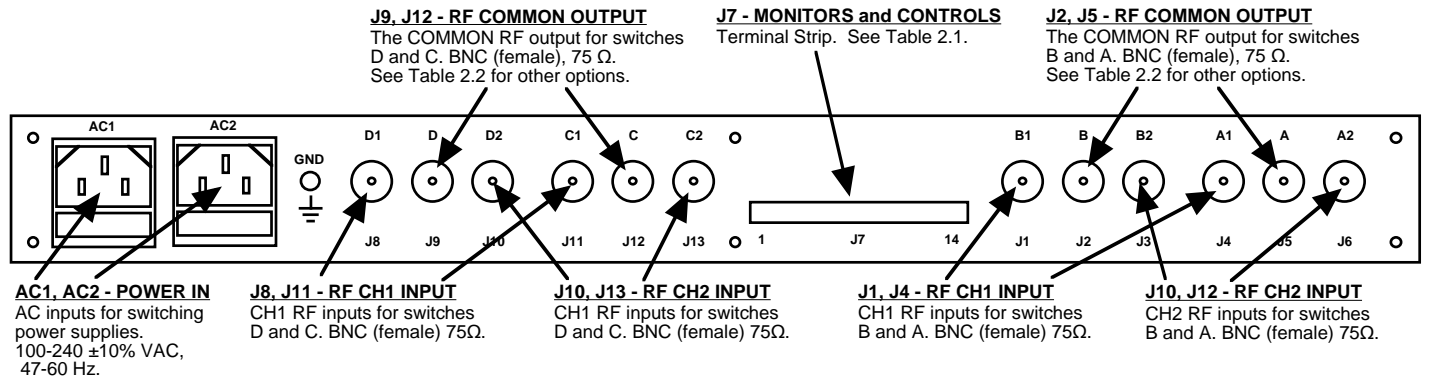 J9, J12 - RF COMMON OUTPUT
The COMMON RF output for switches
D and C. BNC (female), 75 Ω.
See Table 2.2 for other options.
J7 - MONITORS and CONTROLS
Terminal Strip. See Table 2.1.
J2, J5 - RF COMMON OUTPUT
The COMMON RF output for switches
B and A. BNC (female), 75 Ω.
See Table 2.2 for other options.
AC1 AC2 GND D1 D D2 C1 C C2 B1 B B2 A1 A A2
J8 J9 J10 J11 J12 J13 1 J7 14 J1 J2 J3 J4 J5 J6
AC1, AC2 - POWER IN
AC inputs for switching
power supplies.
100-240 ±10% VAC,
47-60 Hz.
J8, J11 - RF CH1 INPUT
CH1 RF inputs for switches
D and C. BNC (female) 75Ω.
J10, J13 - RF CH2 INPUT
CH1 RF inputs for switches
D and C. BNC (female) 75Ω.
J1, J4 - RF CH1 INPUT
CH1 RF inputs for switches
B and A. BNC (female) 75Ω.
J10, J12 - RF CH2 INPUT
CH2 RF inputs for switches
B and A. BNC (female) 75Ω.